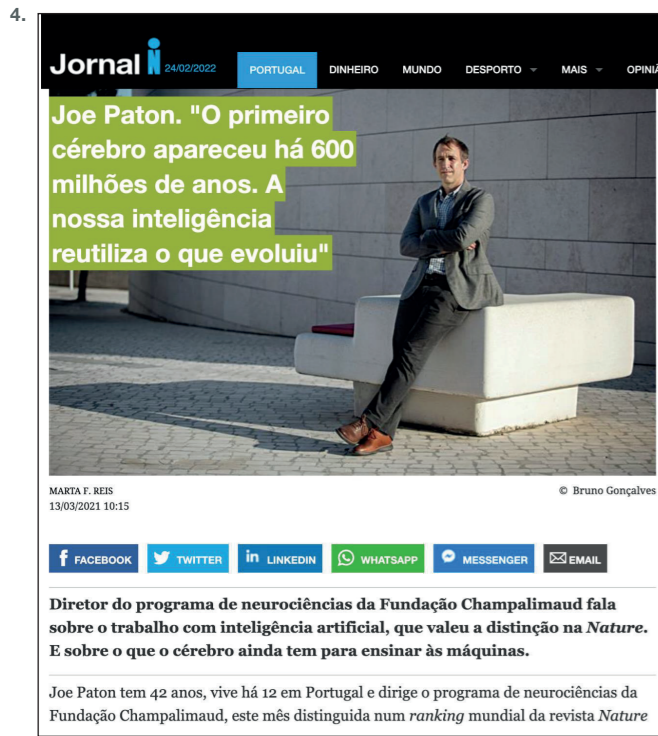 4.
Jornal i 24/02/2022 PORTUGAL DINHEIRO MUNDO DESPORTO MAIS OPINIÃ
Joe Paton. "O primeiro
cérebro apareceu há 600
milhões de anos. A
nossa inteligência
reutiliza o que evoluiu"
MARTA F. REIS
© Bruno Gonçalves
13/03/2021 10:15
FACEBOOK TWITTER LINKEDIN WHATSAPP MESSENGER EMAIL
Diretor do programa de neurociências da Fundação Champalimaud fala
sobre o trabalho com inteligência artificial, que valeu a distinção na Nature.
E sobre o que o cérebro ainda tem para ensinar às máquinas.
Joe Paton tem 42 anos, vive há 12 em Portugal e dirige o programa de neurociências da
Fundação Champalimaud, este mês distinguida num ranking mundial da revista Nature